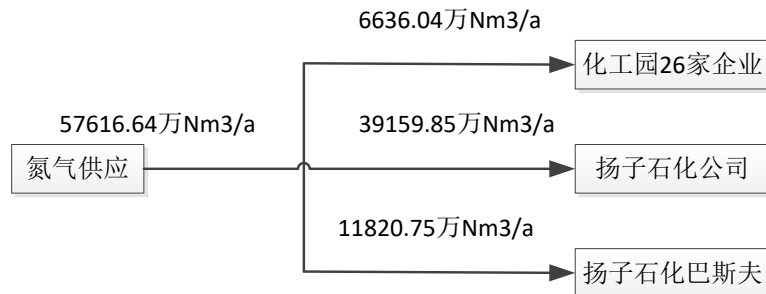 6636.04万Nm3/a
化工园26家企业
57616.64万Nm3/a
39159.85万Nm3/a
氮气供应
扬子石化公司
11820.75万Nm3/a
扬子石化巴斯夫